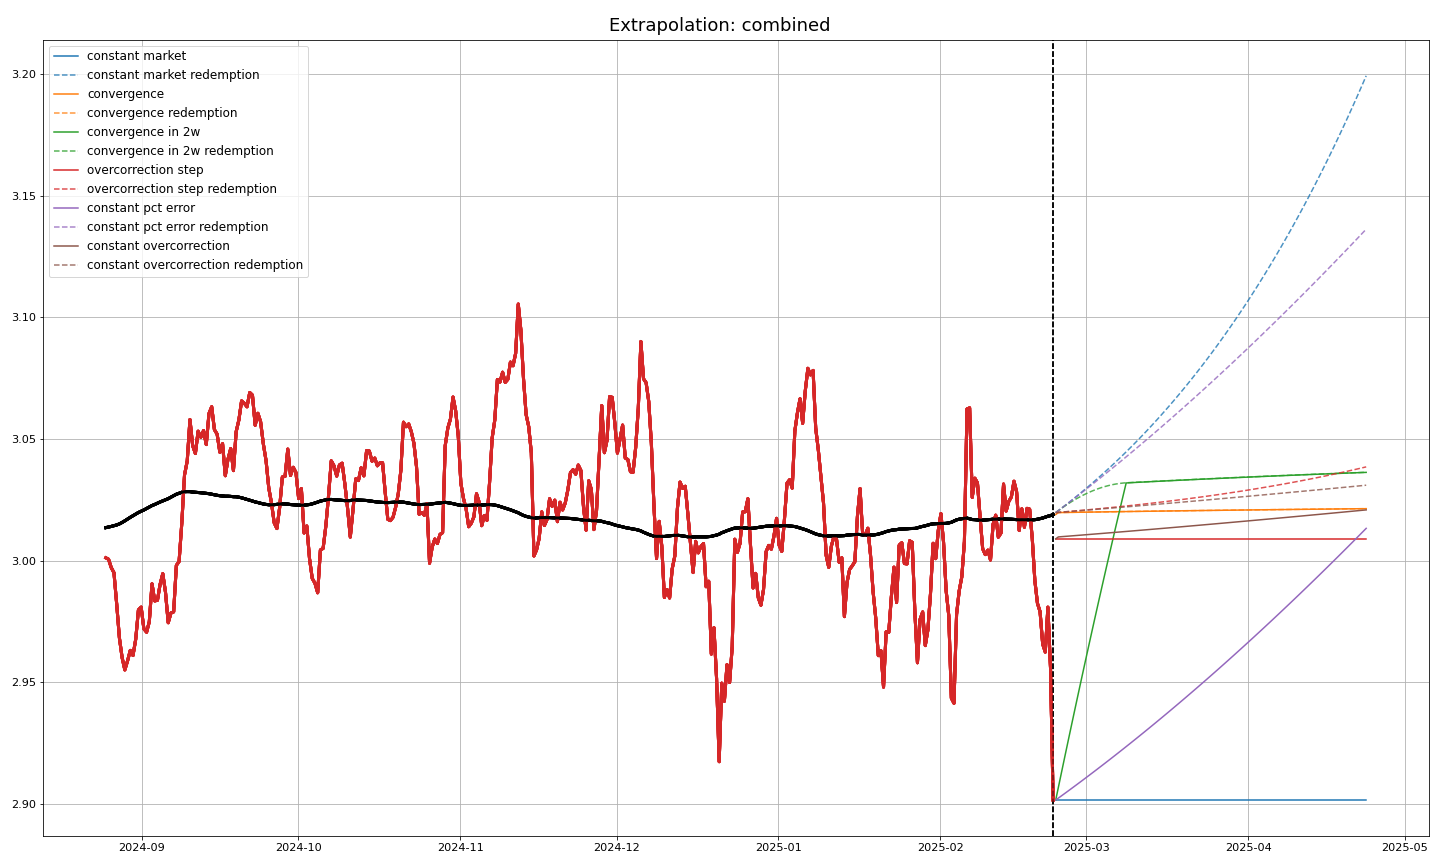 Extrapolation: combined
constant market
constant market redemption
convergence
convergence redemption
convergence in 2w
convergence in 2w redemption
overcorrection step
overcorrection step redemption
constant pct error
constant pct error redemption
constant overcorrection
constant overcorrection redemption
3.20
3.15
3.10
3.05
3.00
2.95
2.90
2024-09
2024-10
2024-11
2024-12
2025-01
2025-02
2025-03
2025-04
2025-05